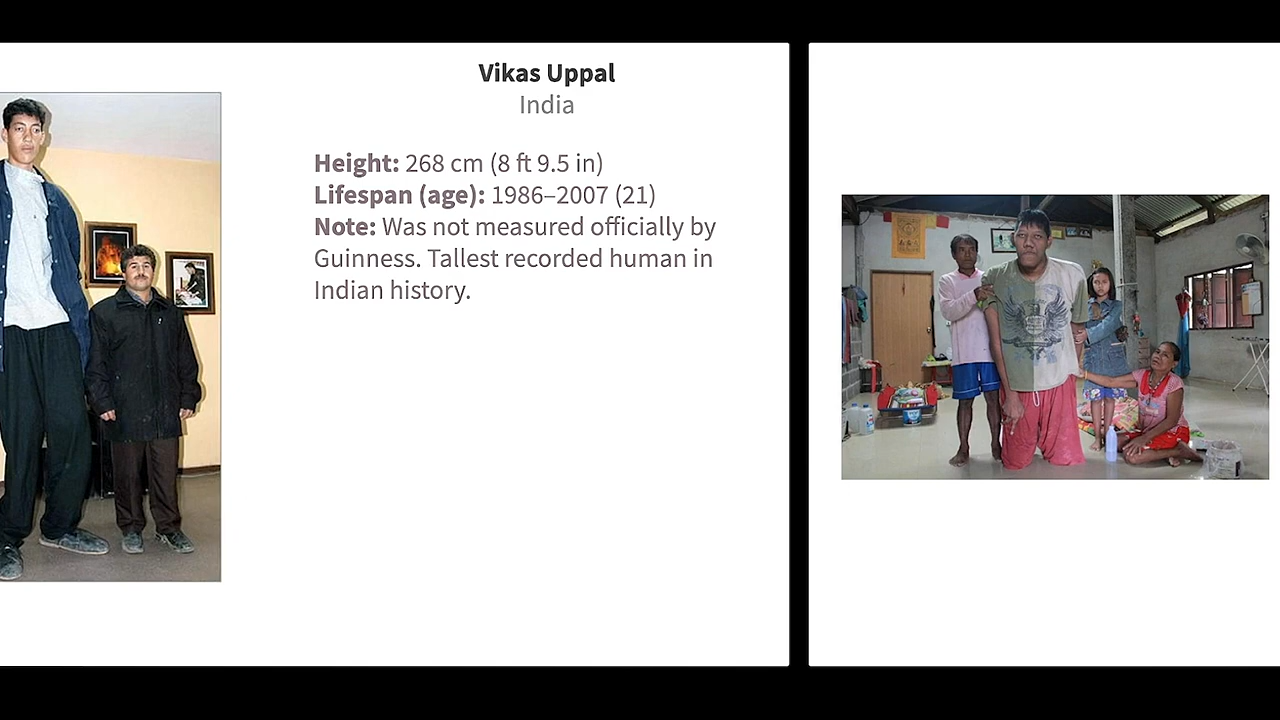 Vikas Uppal
India
Height: 268 cm (8 ft 9.5 in)
Lifespan (age): 1986–2007 (21)
Note: Was not measured officially by
Guinness. Tallest recorded human in
Indian history.